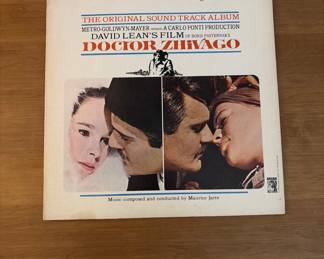 THE ORIGINAL SOUND TRACK ALBUM
METRO-GOLDWYN-MAYER PRESENTS A CARLO PONTI PRODUCTION
DAVID LEAN'S FILM OF BORIS PASTERNAK'S
DOCTOR ZHIVAGO
Music composed and conducted by Maurice Jarre